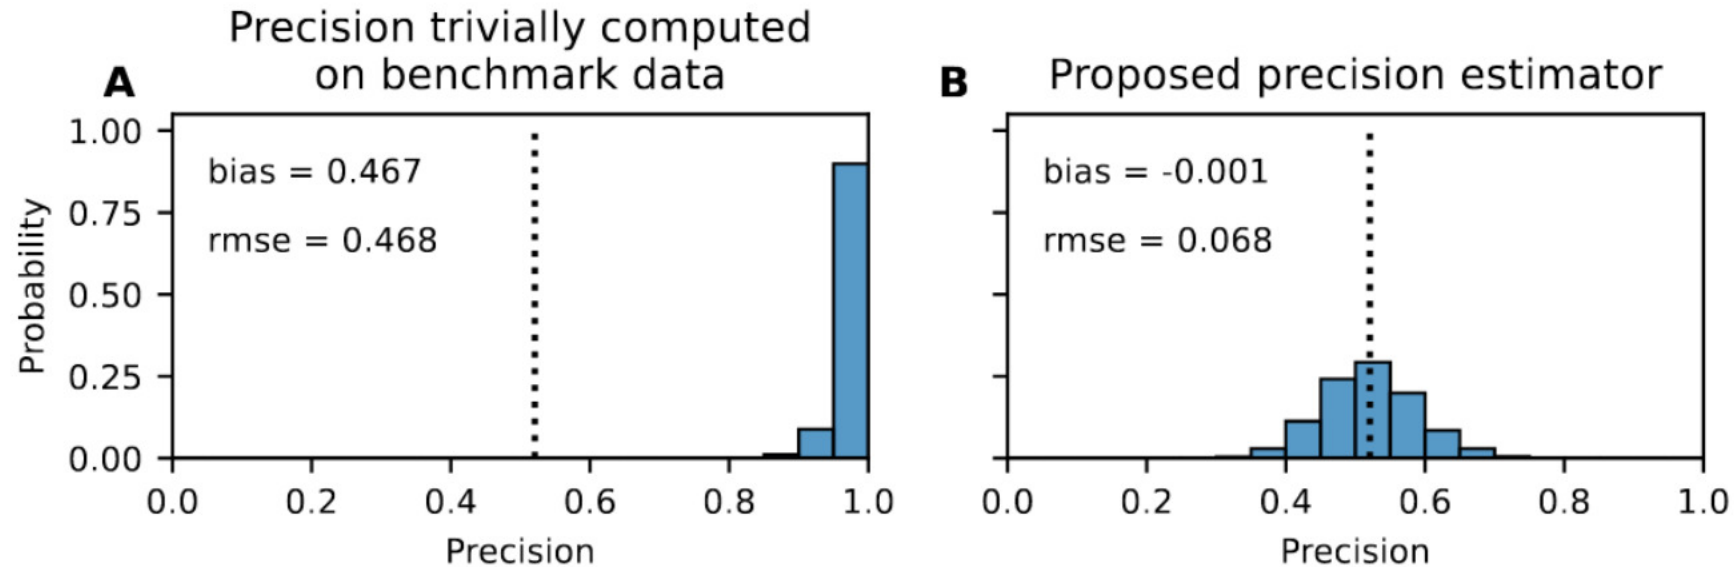 Precision trivially computed
on benchmark data
A
bias = 0.467
rmse = 0.468
Probability
1.00
0.75
0.50
0.25
0.00
0.0 0.2 0.4 0.6 0.8 1.0
Precision
B Proposed precision estimator
bias = -0.001
rmse = 0.068
0.0 0.2 0.4 0.6 0.8 1.0
Precision